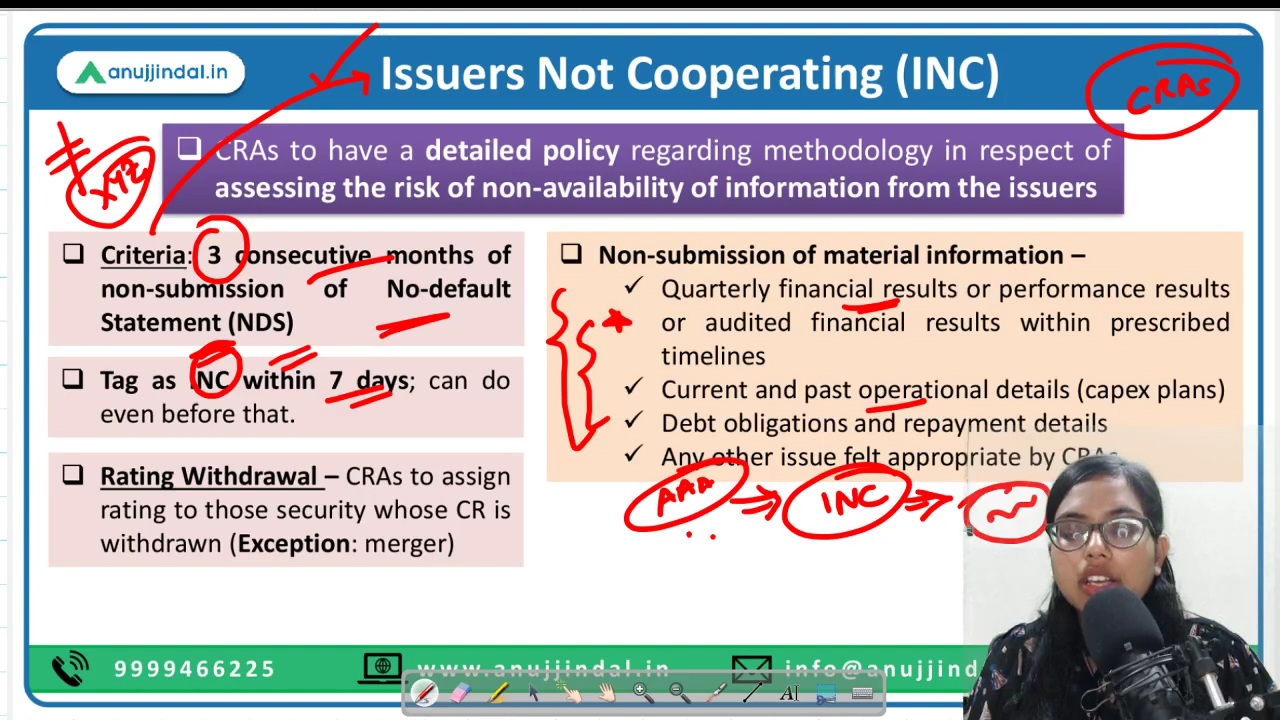 anujjindal.in
Issuers Not Cooperating (INC)
CRAs
XYZ
❑ CRAs to have a detailed policy regarding methodology in respect of
assessing the risk of non-availability of information from the issuers
❑ Criteria: 3 consecutive months of
non-submission of No-default
Statement (NDS)
❑ Tag as INC within 7 days; can do
even before that.
❑ Rating Withdrawal – CRAs to assign
rating to those security whose CR is
withdrawn (Exception: merger)
❑ Non-submission of material information –
✓ Quarterly financial results or performance results
or audited financial results within prescribed
timelines
✓ Current and past operational details (capex plans)
✓ Debt obligations and repayment details
✓ Any other issue felt appropriate by CRAs
AAA
INC
9999466225
www.anujjindal.in
info@anujjind
AI